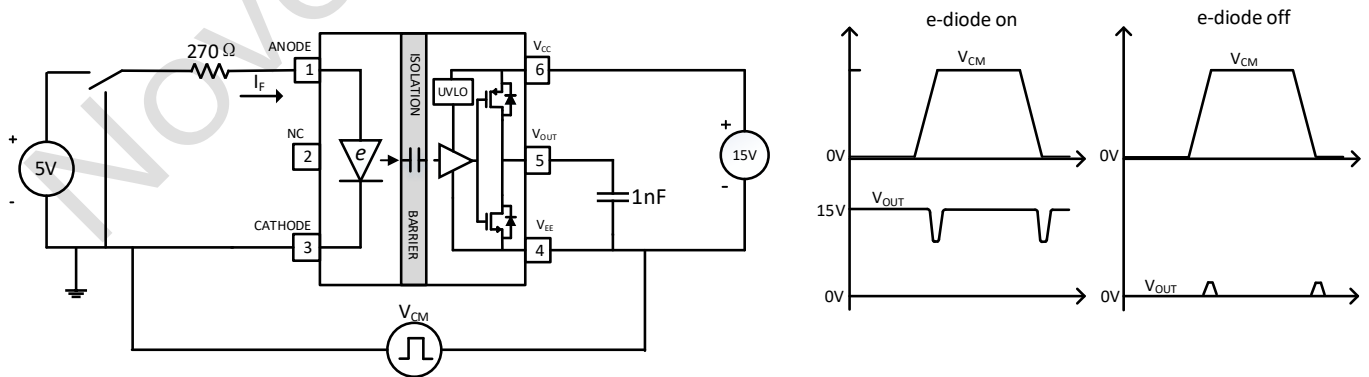 Nove
270 Ω
I_F
ANODE
1
NC
2
CATHODE
3
+
5V
-
ISOLATION
BARRIER
e
UVLO
V_CC
6
V_OUT
5
V_EE
4
1nF
+
15V
-
V_CM
e-diode on
V_CM
0V
15V
V_OUT
0V
e-diode off
V_CM
0V
V_OUT
0V